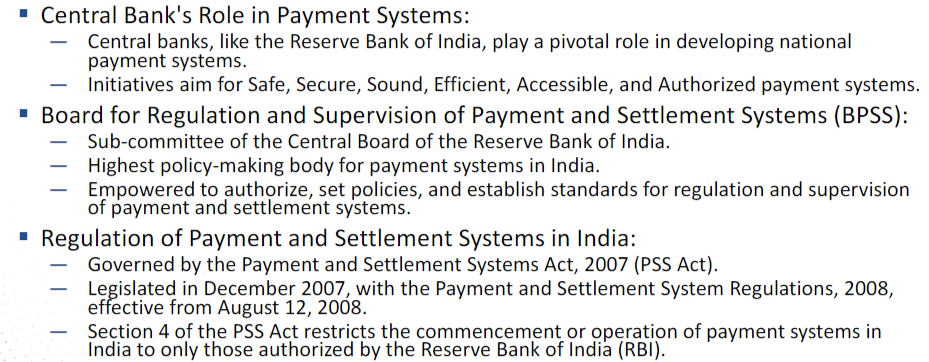 ▪ Central Bank's Role in Payment Systems:
— Central banks, like the Reserve Bank of India, play a pivotal role in developing national
payment systems.
— Initiatives aim for Safe, Secure, Sound, Efficient, Accessible, and Authorized payment systems.
▪ Board for Regulation and Supervision of Payment and Settlement Systems (BPSS):
— Sub-committee of the Central Board of the Reserve Bank of India.
— Highest policy-making body for payment systems in India.
— Empowered to authorize, set policies, and establish standards for regulation and supervision
of payment and settlement systems.
▪ Regulation of Payment and Settlement Systems in India:
— Governed by the Payment and Settlement Systems Act, 2007 (PSS Act).
— Legislated in December 2007, with the Payment and Settlement System Regulations, 2008,
effective from August 12, 2008.
— Section 4 of the PSS Act restricts the commencement or operation of payment systems in
India to only those authorized by the Reserve Bank of India (RBI).